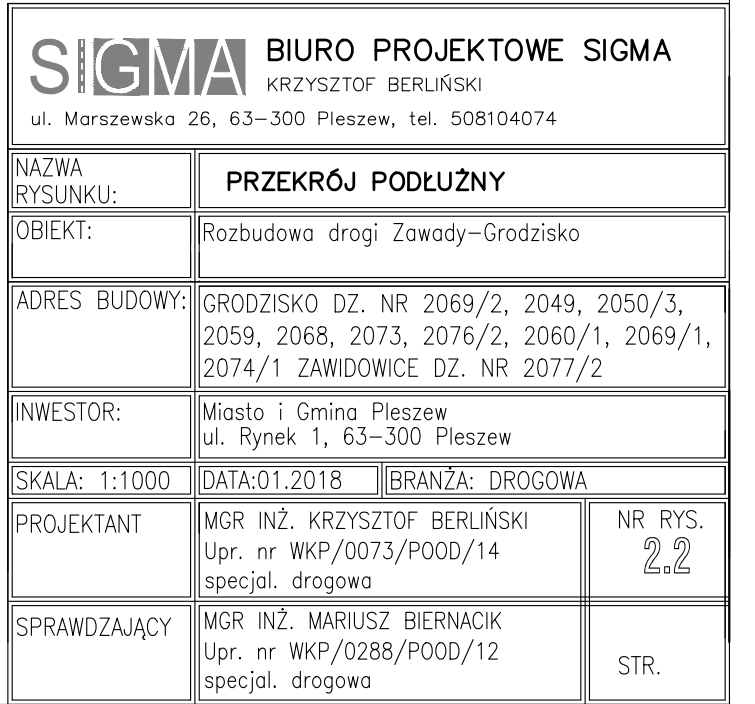 SIGMA BIURO PROJEKTOWE SIGMA
KRZYSZTOF BERLIŃSKI
ul. Marszewska 26, 63-300 Pleszew, tel. 508104074
NAZWA
RYSUNKU:
PRZEKRÓJ PODŁUŻNY
OBIEKT:
Rozbudowa drogi Zawady-Grodzisko
ADRES BUDOWY:
GRODZISKO DZ. NR 2069/2, 2049, 2050/3,
2059, 2068, 2073, 2076/2, 2060/1, 2069/1,
2074/1 ZAWIDOWICE DZ. NR 2077/2
INWESTOR:
Miasto i Gmina Pleszew
ul. Rynek 1, 63-300 Pleszew
SKALA: 1:1000 DATA:01.2018 BRANŻA: DROGOWA
PROJEKTANT
MGR INŻ. KRZYSZTOF BERLIŃSKI
Upr. nr WKP/0073/POOD/14
specjal. drogowa
NR RYS.
2.2
SPRAWDZAJĄCY
MGR INŻ. MARIUSZ BIERNACIK
Upr. nr WKP/0288/POOD/12
specjal. drogowa
STR.